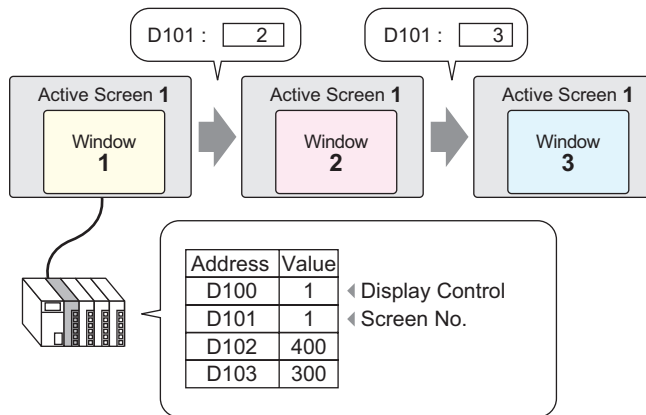 D101 : 2
D101 : 3
Active Screen 1
Window
1
Active Screen 1
Window
2
Active Screen 1
Window
3
Address Value
D100 1 Display Control
D101 1 Screen No.
D102 400
D103 300